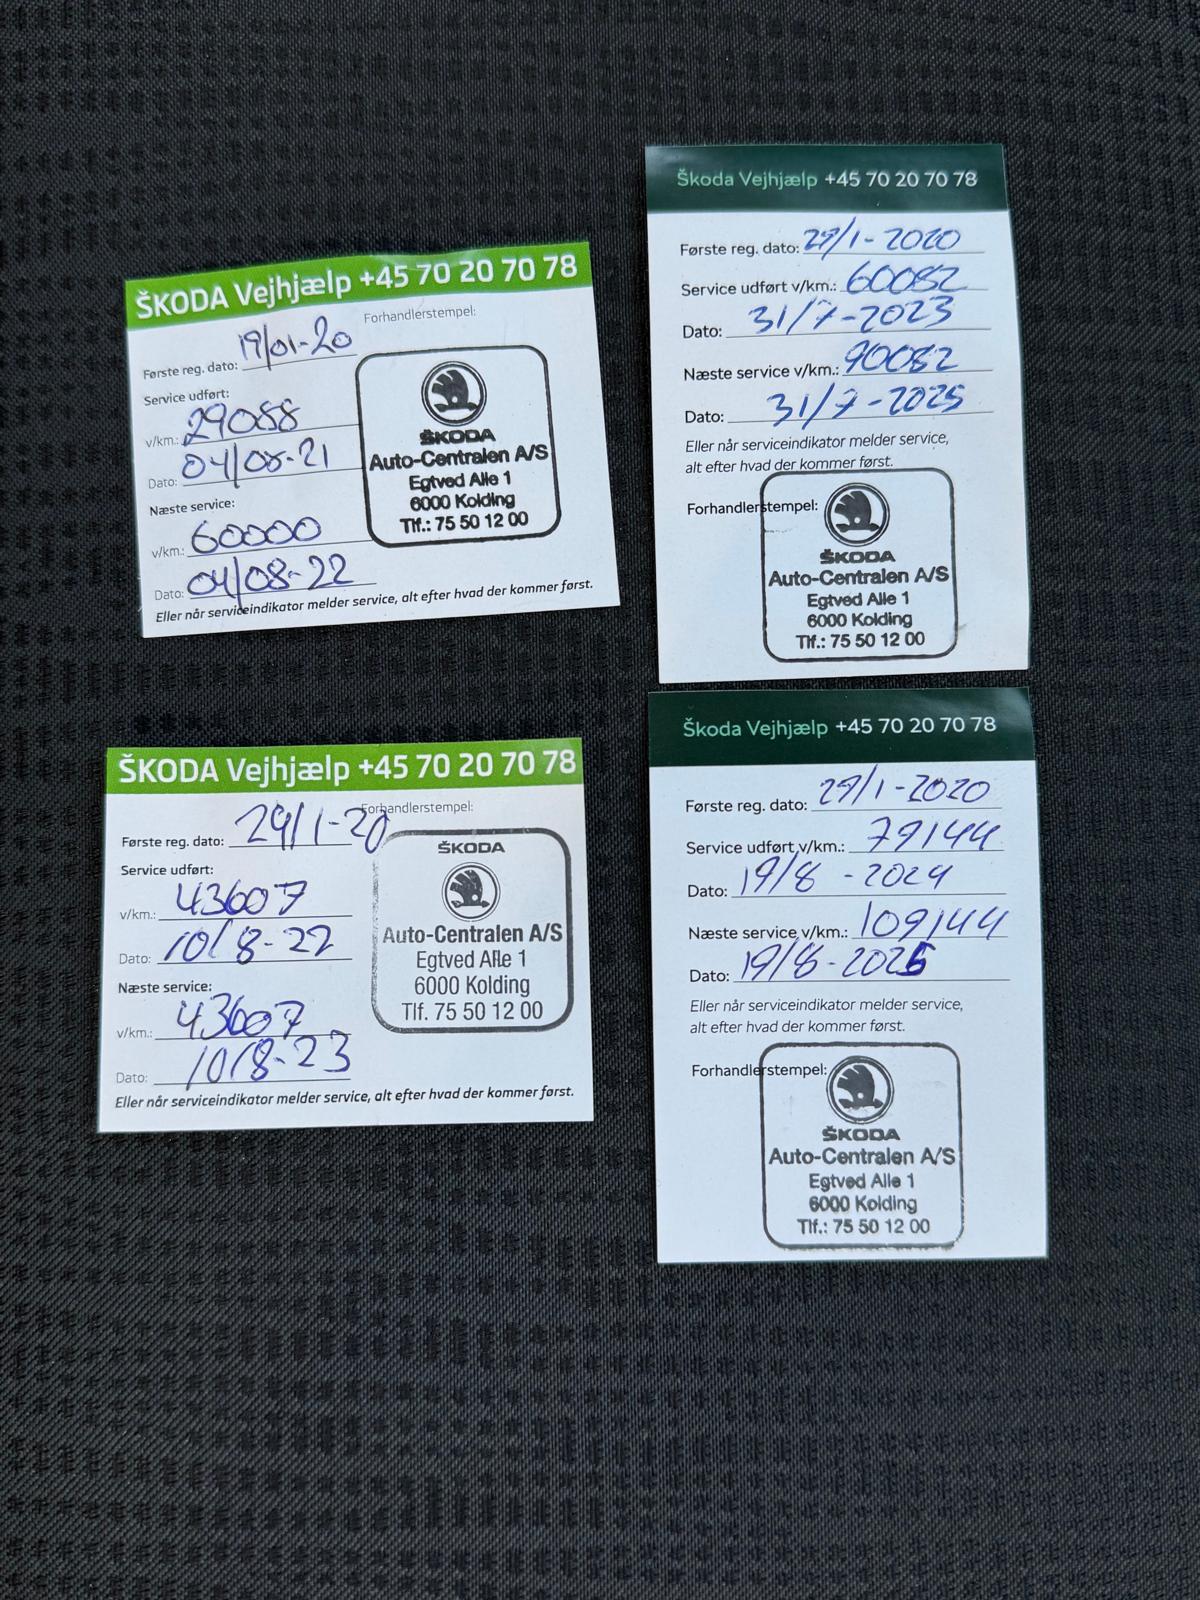 ŠKODA Vejhjælp +45 70 20 70 78
Forhandlerstempel:
Første reg. dato: 19/01-20
Service udført:
v/km.: 29088
Dato: 04/08-21
Næste service:
v/km.: 60000
Dato: 04/08-22
Eller når serviceindikator melder service, alt efter hvad der kommer først.
ŠKODA
Auto-Centralen A/S
Egtved Alle 1
6000 Kolding
Tlf.: 75 50 12 00
Škoda Vejhjælp +45 70 20 70 78
Første reg. dato: 29/1-2020
Service udført v/km.: 60082
Dato: 31/7-2023
Næste service v/km.: 90082
Dato: 31/7-2025
Eller når serviceindikator melder service,
alt efter hvad der kommer først.
Forhandlerstempel:
ŠKODA
Auto-Centralen A/S
Egtved Alle 1
6000 Kolding
Tlf.: 75 50 12 00
ŠKODA Vejhjælp +45 70 20 70 78
Forhandlerstempel:
Første reg. dato: 29/1-20
Service udført:
v/km.: 43607
Dato: 10/8-22
Næste service:
v/km.: 43607
Dato: 10/8-23
Eller når serviceindikator melder service, alt efter hvad der kommer først.
ŠKODA
Auto-Centralen A/S
Egtved Alle 1
6000 Kolding
Tlf. 75 50 12 00
Škoda Vejhjælp +45 70 20 70 78
Første reg. dato: 29/1-2020
Service udført v/km.: 79144
Dato: 19/8-2024
Næste service v/km.: 109144
Dato: 19/8-2026
Eller når serviceindikator melder service,
alt efter hvad der kommer først.
Forhandlerstempel:
ŠKODA
Auto-Centralen A/S
Egtved Alle 1
6000 Kolding
Tlf.: 75 50 12 00